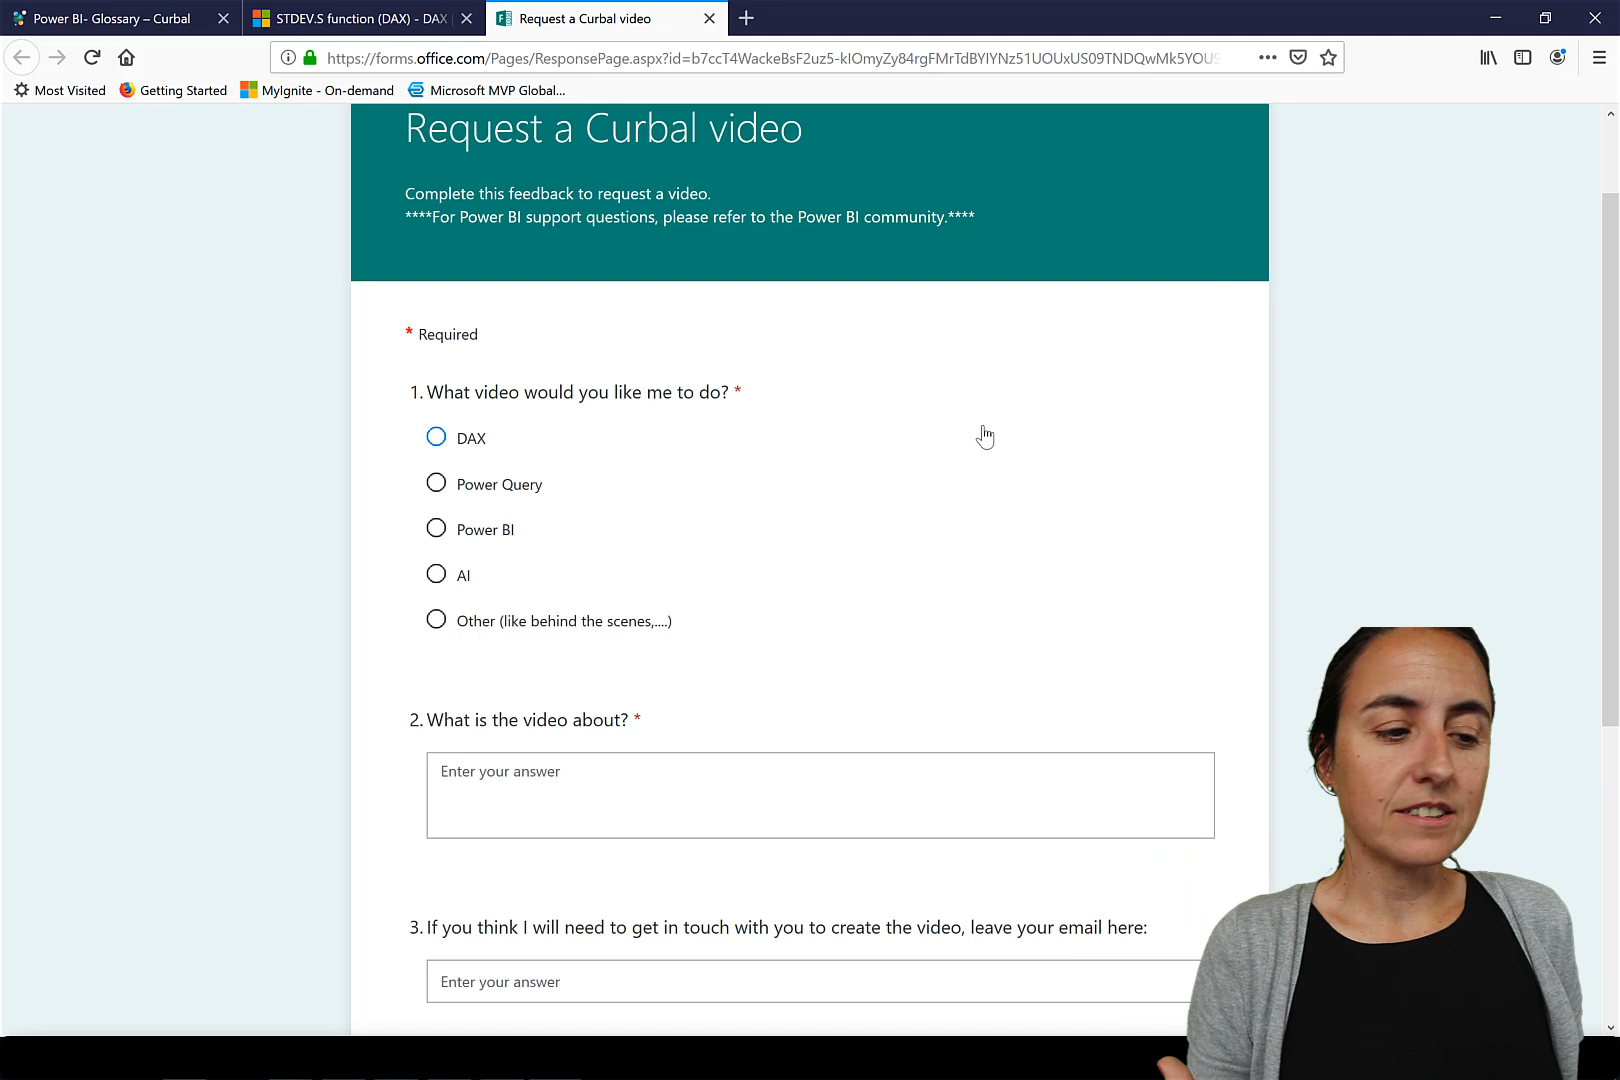 Power BI- Glossary – Curbal
STDEV.S function (DAX) - DAX
Request a Curbal video
https://forms.office.com/Pages/ResponsePage.aspx?id=b7ccT4WackeBsF2uz5-kIOmyZy84rgFMrTdBYIYNz51UOUxUS09TNDQwMk5YOU9
Most Visited
Getting Started
MyIgnite - On-demand
Microsoft MVP Global...
Request a Curbal video
Complete this feedback to request a video.
****For Power BI support questions, please refer to the Power BI community.****
* Required
1. What video would you like me to do? *
DAX
Power Query
Power BI
AI
Other (like behind the scenes,....)
2. What is the video about? *
Enter your answer
3. If you think I will need to get in touch with you to create the video, leave your email here:
Enter your answer